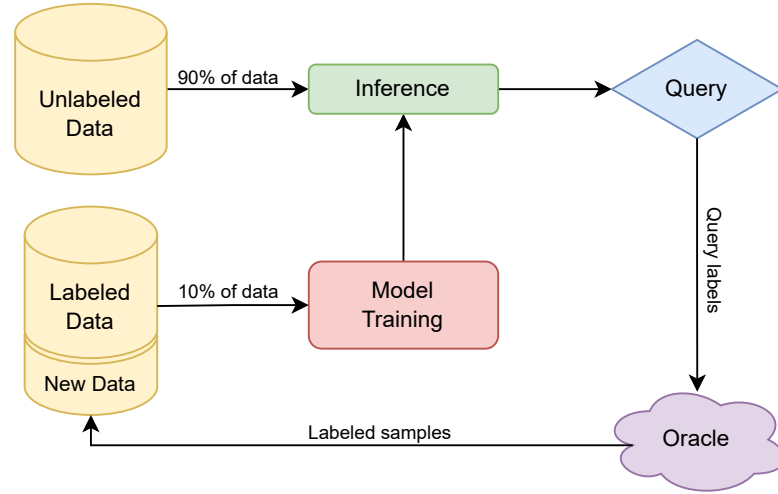 Unlabeled
Data
90% of data
Inference
Query
Query labels
Labeled
Data
10% of data
Model
Training
New Data
Labeled samples
Oracle